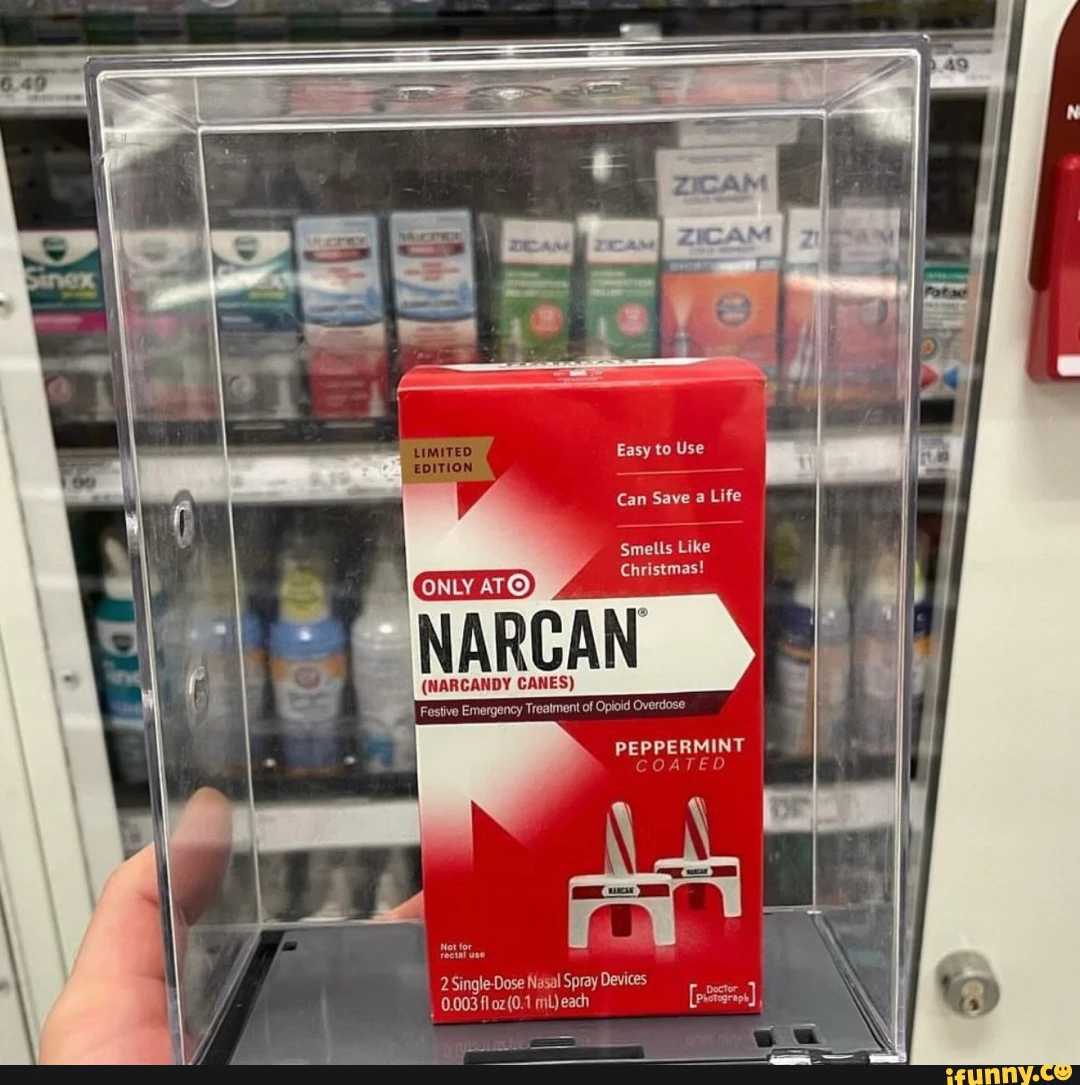 6.49
9.49
ZICAM
ZICAM
ZICAM
ZICAM
Sinex
LIMITED
EDITION
Easy to Use
Can Save a Life
Smells Like
Christmas!
ONLY AT
NARCAN®
(NARCANDY CANES)
Festive Emergency Treatment of Opioid Overdose
PEPPERMINT
COATED
NARCAN
NARCAN
Not for
rectal use
2 Single-Dose Nasal Spray Devices
0.003 fl oz (0.1 mL) each
[Doctor
Photograph]
ifunny.co